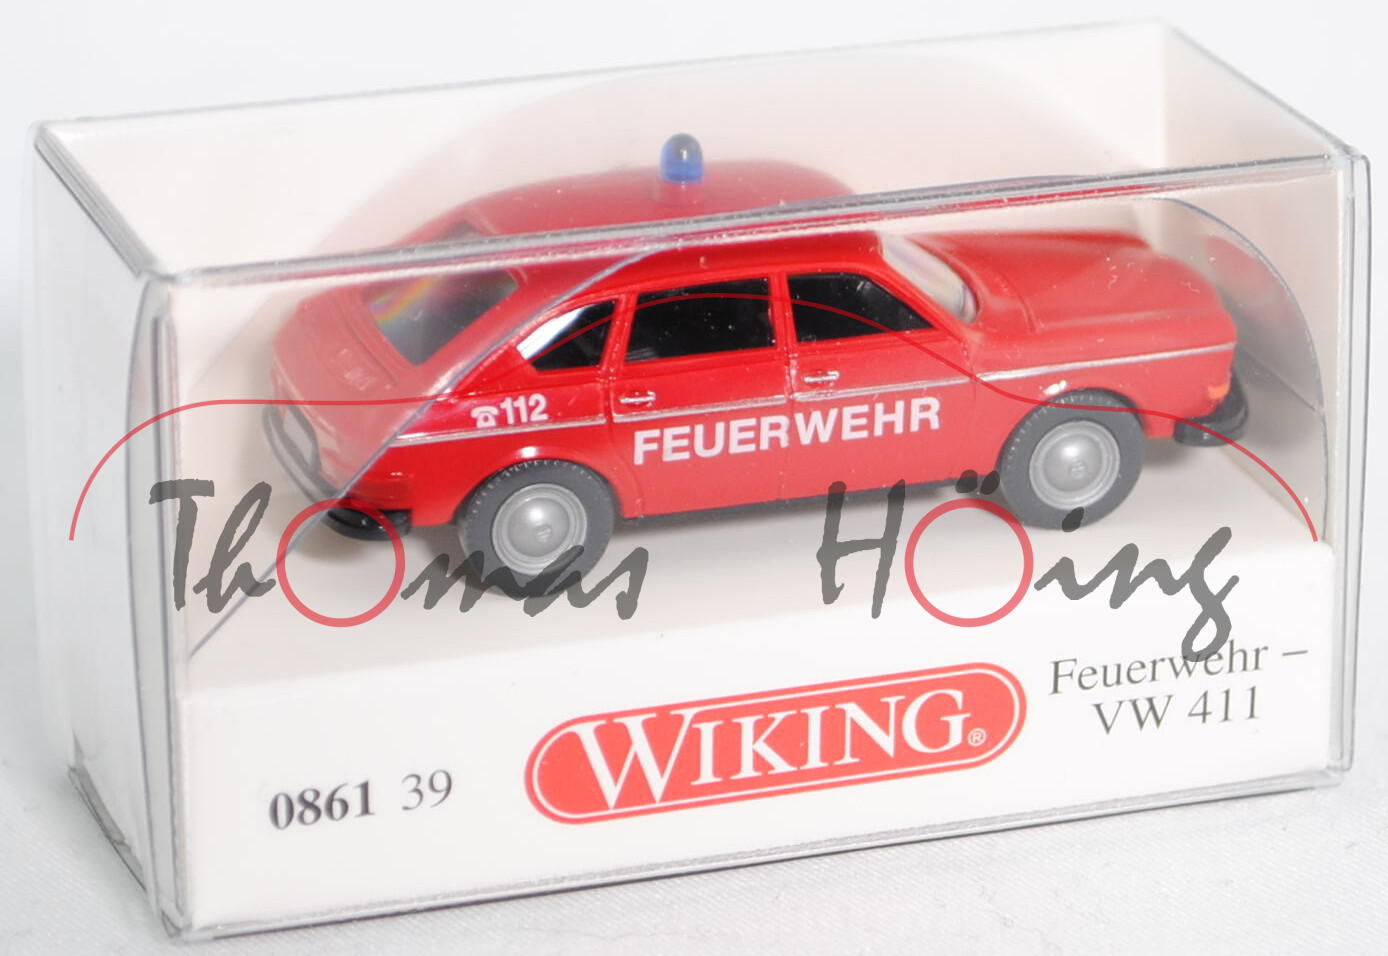 ☎112
FEUERWEHR
Thomas Höing
Feuerwehr –
VW 411
WIKING®
0861 39